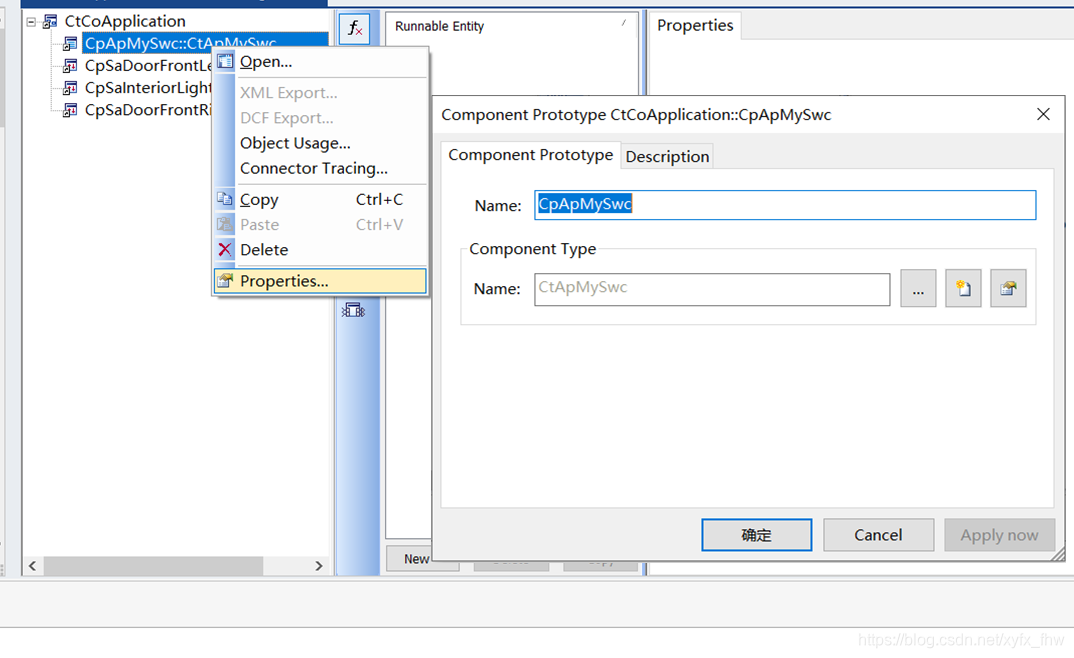 CtCoApplication
CpApMySwc::CtApMySwc
CpSaDoorFrontLe
CpSaInteriorLight
CpSaDoorFrontRi
Open...
XML Export...
DCF Export...
Object Usage...
Connector Tracing...
Copy Ctrl+C
Paste Ctrl+V
Delete
Properties...
Runnable Entity
Properties
Component Prototype CtCoApplication::CpApMySwc
Component Prototype
Description
Name: CpApMySwc
Component Type
Name: CtApMySwc
...
确定
Cancel
Apply now
New
https://blog.csdn.net/xyfx_fhw